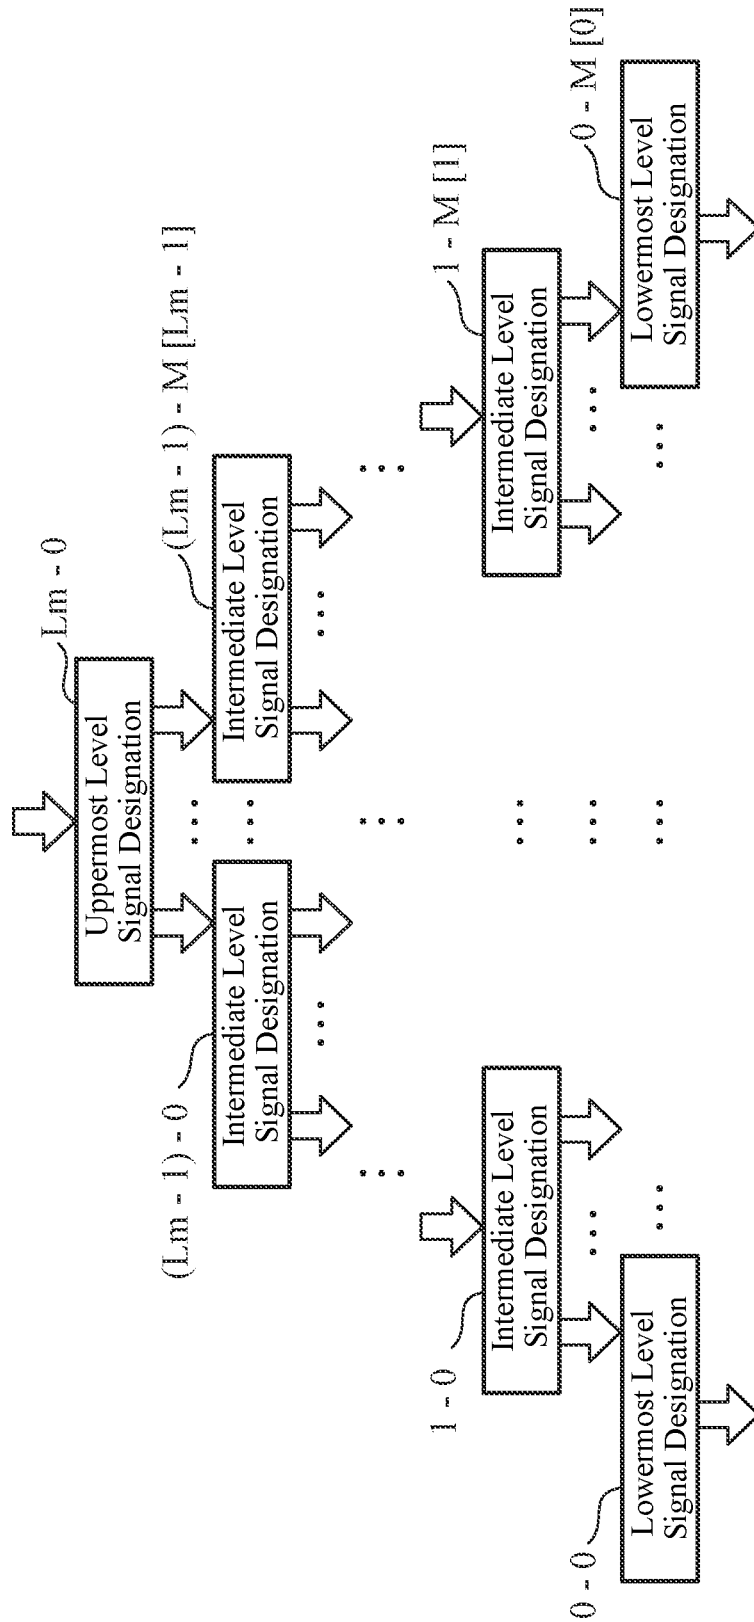 Lm - 0
Uppermost Level
Signal Designation
(Lm - 1) - 0
(Lm - 1) - M [Lm - 1]
Intermediate Level
Signal Designation
Intermediate Level
Signal Designation
1 - 0
1 - M [1]
Intermediate Level
Signal Designation
Intermediate Level
Signal Designation
0 - 0
0 - M [0]
Lowermost Level
Signal Designation
Lowermost Level
Signal Designation